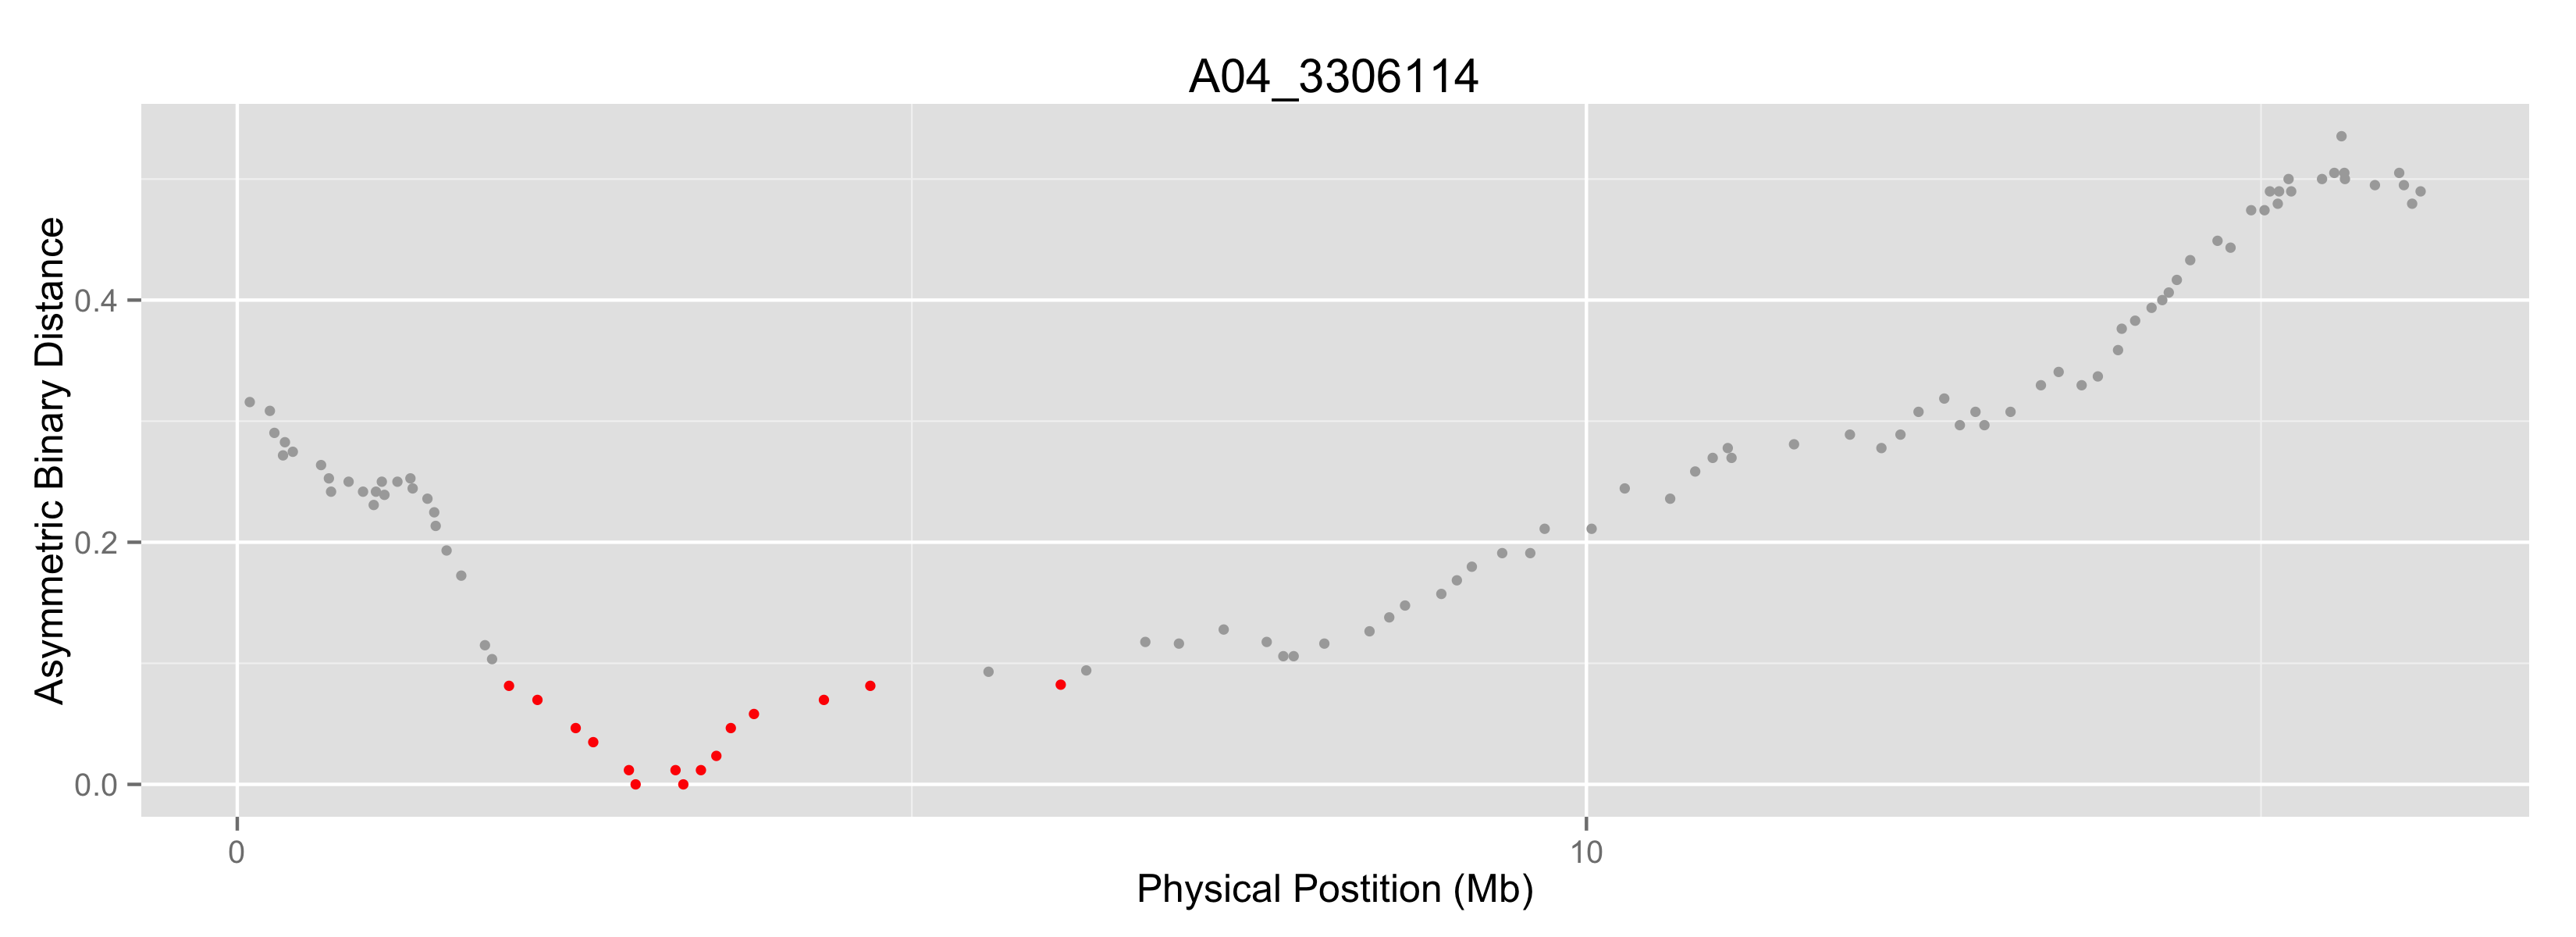 A04_3306114
Asymmetric Binary Distance
0.4
0.2
0.0
0
10
Physical Postition (Mb)